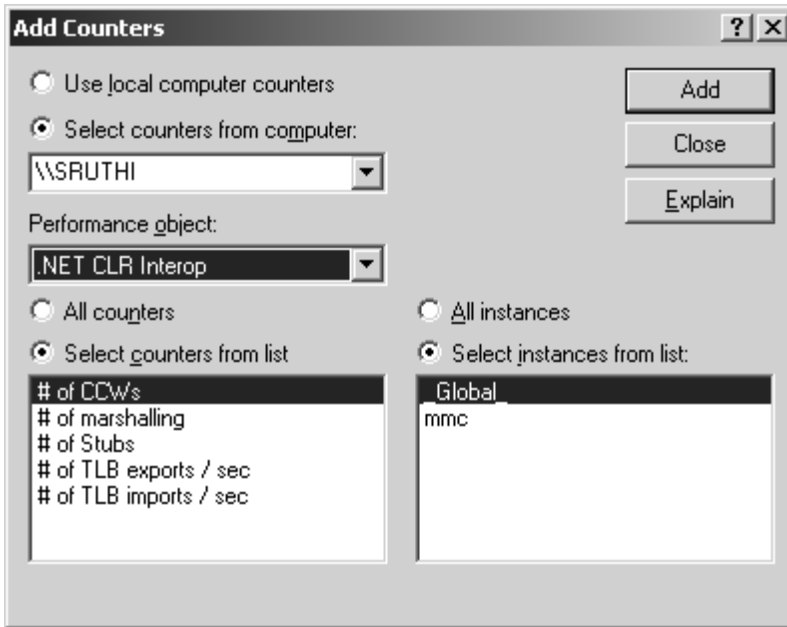 Add Counters
Use local computer counters
Select counters from computer:
\\SRUTHI
Performance object:
.NET CLR Interop
All counters
Select counters from list
# of CCWs
# of marshalling
# of Stubs
# of TLB exports / sec
# of TLB imports / sec
All instances
Select instances from list:
_Global_
mmc
Add
Close
Explain